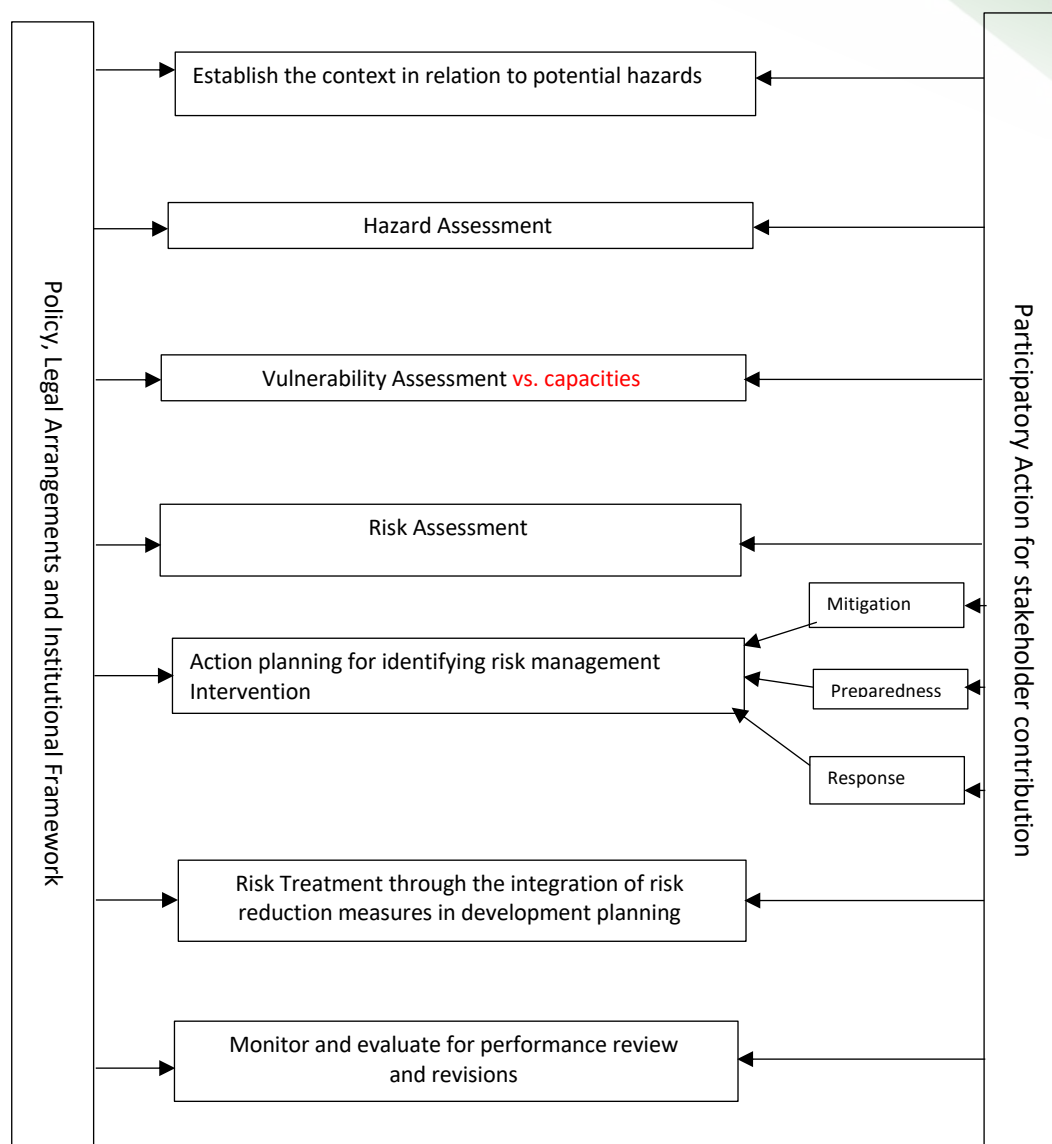 Policy, Legal Arrangements and Institutional Framework
Establish the context in relation to potential hazards
Hazard Assessment
Vulnerability Assessment vs. capacities
Risk Assessment
Mitigation
Action planning for identifying risk management
Intervention
Preparedness
Response
Risk Treatment through the integration of risk
reduction measures in development planning
Monitor and evaluate for performance review
and revisions
Participatory Action for stakeholder contribution